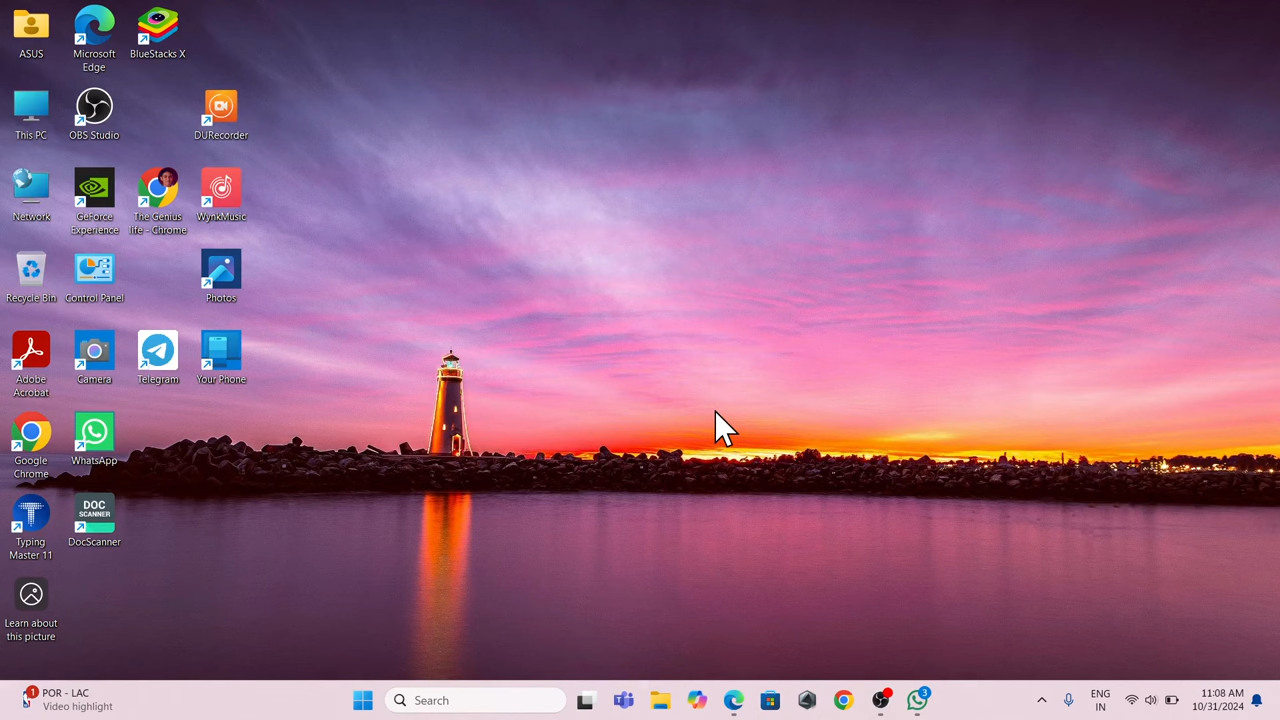 ASUS
Microsoft
Edge
BlueStacks X
This PC
OBS Studio
DURecorder
Network
GeForce
Experience
The Genius
life - Chrome
WynkMusic
Recycle Bin
Control Panel
Photos
Adobe
Acrobat
Camera
Telegram
Your Phone
Google
Chrome
WhatsApp
Typing
Master 11
DOC
SCANNER
DocScanner
Learn about
this picture
1
POR - LAC
Video highlight
Search
3
ENG
IN
11:08 AM
10/31/2024